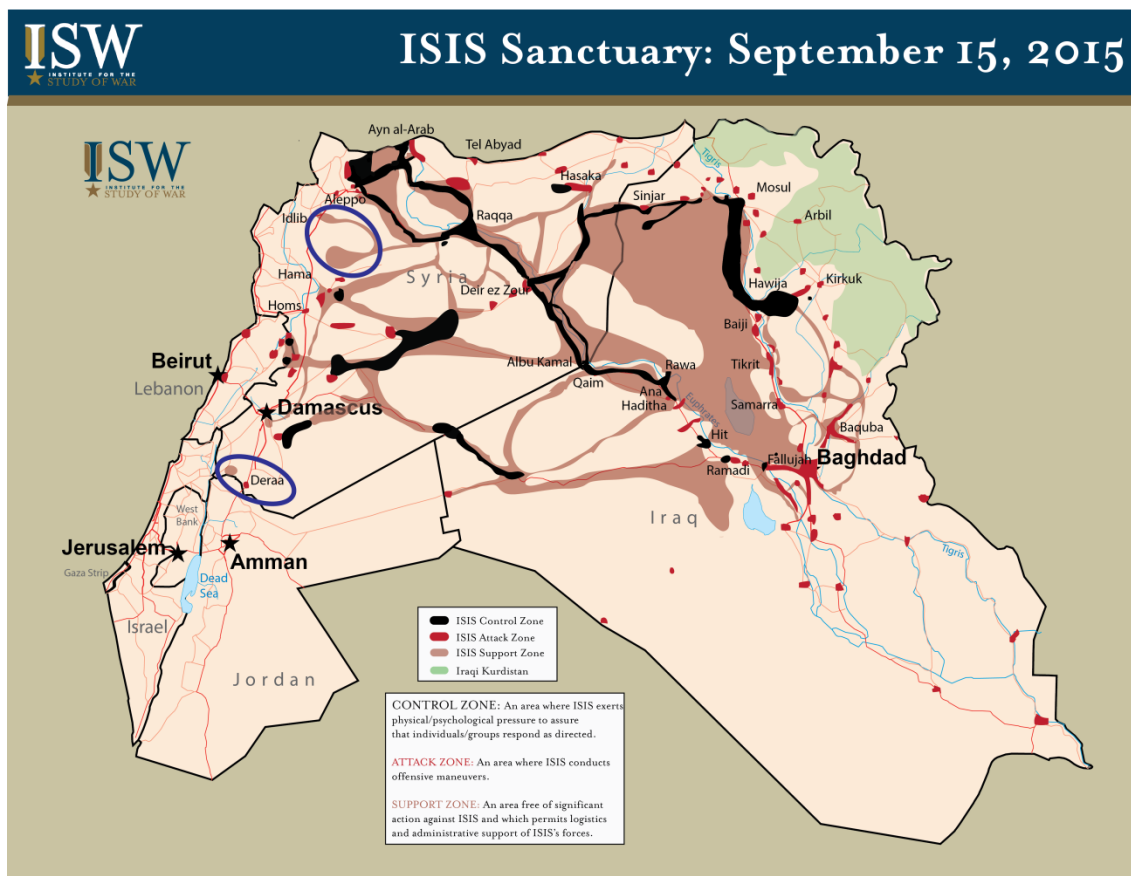 ISW
INSTITUTE FOR THE
STUDY OF WAR
ISIS Sanctuary: September 15, 2015
ISW
INSTITUTE FOR THE
STUDY OF WAR
Ayn al-Arab
Tel Abyad
Tigris
Hasaka
Mosul
Sinjar
Aleppo
Idlib
Raqqa
Arbil
Hama
Syria
Deir ez Zour
Hawija
Kirkuk
Homs
Baiji
Beirut
Lebanon
Albu Kamal
Rawa
Tikrit
Qaim
Ana
Haditha
Euphrates
Samarra
Damascus
Hit
Baquba
Fallujah
Baghdad
Ramadi
Deraa
West
Bank
Iraq
Jerusalem
Amman
Tigris
Gaza Strip
Dead
Sea
Israel
Jordan
ISIS Control Zone
ISIS Attack Zone
ISIS Support Zone
Iraqi Kurdistan
CONTROL ZONE: An area where ISIS exerts
physical/psychological pressure to assure
that individuals/groups respond as directed.
ATTACK ZONE: An area where ISIS conducts
offensive maneuvers.
SUPPORT ZONE: An area free of significant
action against ISIS and which permits logistics
and administrative support of ISIS's forces.